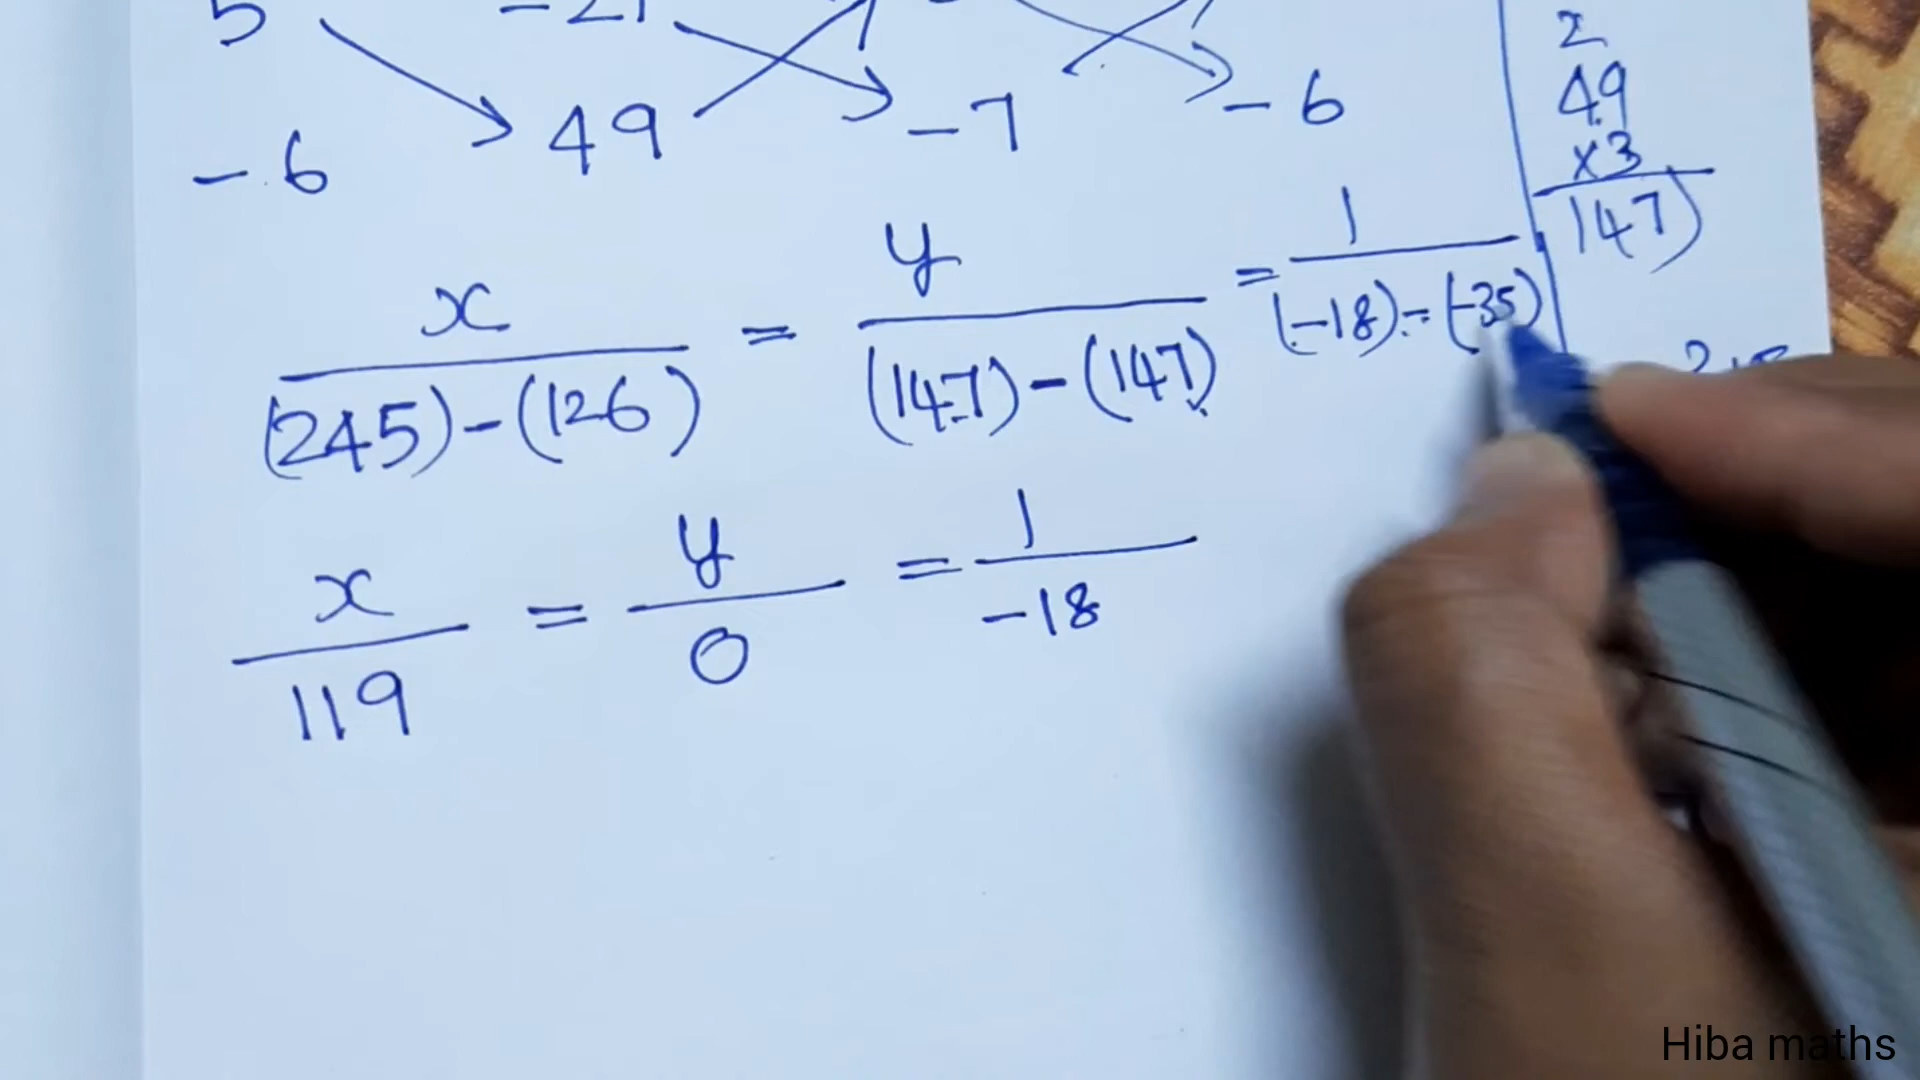 5 -21
-6 49 -7 -6
x/(245)-(126) = y/(147)-(147) = 1/(-18)-(-35)
x/119 = y/0 = 1/-18
2
49
x3
147)
Hiba maths